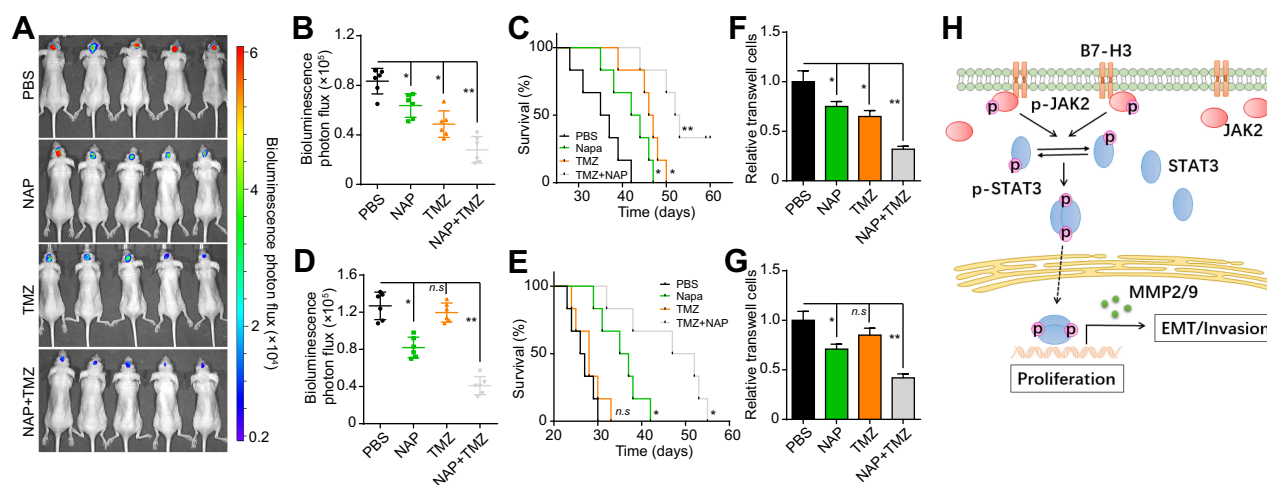 A
PBS
NAP
TMZ
NAP+TMZ
6
4
2
0.2
Bioluminescence photon flux (×10⁴)
B
Bioluminescence
photon flux (×10⁵)
1.2
0.8
0.4
0
*
*
**
PBS
NAP
TMZ
NAP+TMZ
C
Survival (%)
100
50
0
PBS
Napa
TMZ
TMZ+NAP
**
*
*
30
40
50
60
Time (days)
D
Bioluminescence
photon flux (×10⁵)
1.6
1.2
0.8
0.4
0
*
n.s
**
PBS
NAP
TMZ
NAP+TMZ
E
Survival (%)
100
50
0
PBS
Napa
TMZ
TMZ+NAP
n.s
*
*
20
30
40
50
60
Time (days)
F
Relative transwell cells
1.5
1.0
0.5
0
*
*
**
PBS
NAP
TMZ
NAP+TMZ
G
Relative transwell cells
1.5
1.0
0.5
0
*
n.s
**
PBS
NAP
TMZ
NAP+TMZ
H
B7-H3
p
p-JAK2
p
JAK2
p
STAT3
p
p-STAT3
p
p
MMP2/9
p
p
EMT/Invasion
Proliferation